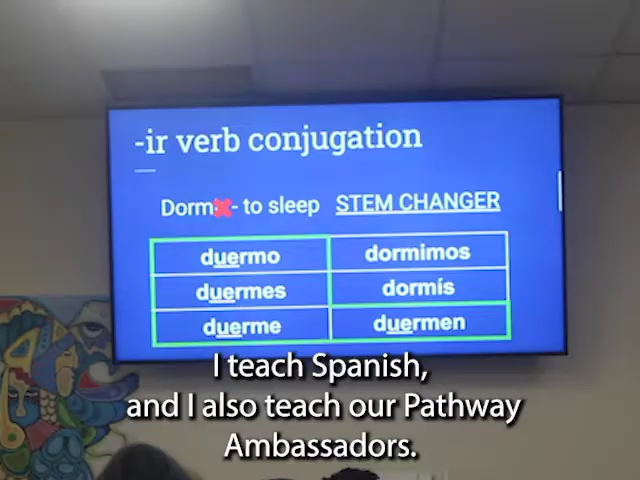 -ir verb conjugation
Dorm - to sleep STEM CHANGER
duermo dormimos
duermes dormís
duerme duermen
I teach Spanish,
and I also teach our Pathway
Ambassadors.